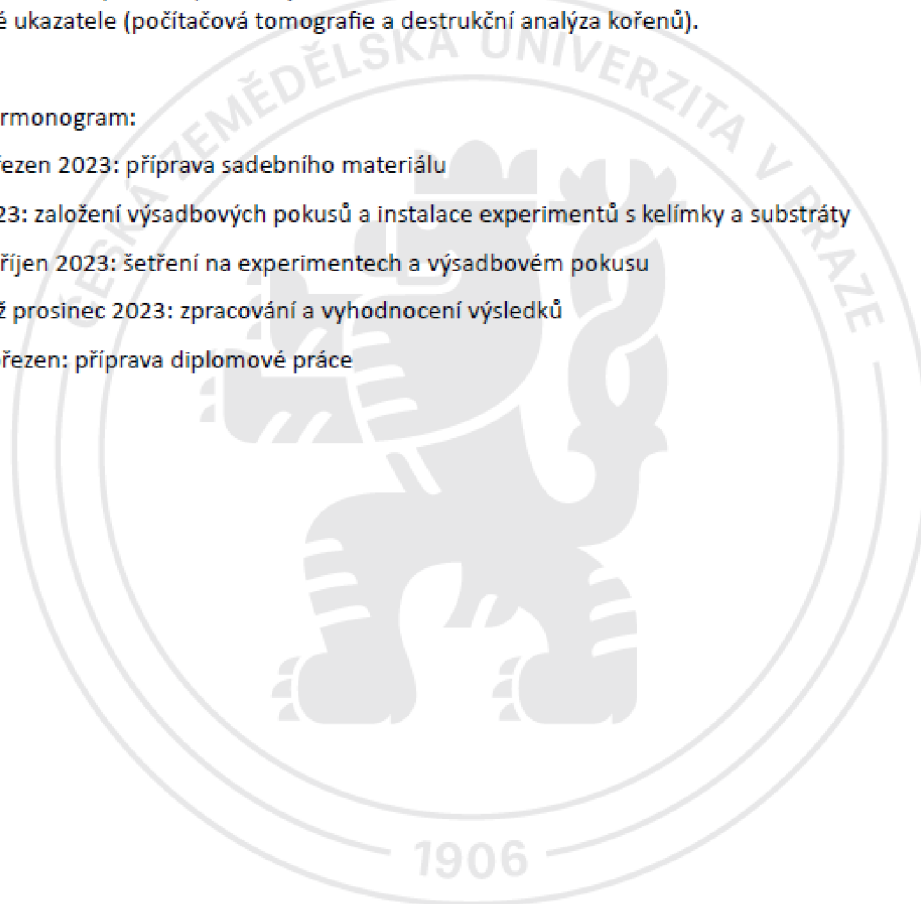 é ukazatele (počítačová tomografie a destrukční analýza kořenů).
rmonogram:
řezen 2023: příprava sadebního materiálu
23: založení výsadbových pokusů a instalace experimentů s kelímky a substráty
říjen 2023: šetření na experimentech a výsadbovém pokusu
ž prosinec 2023: zpracování a vyhodnocení výsledků
březen: příprava diplomové práce
ČESKÁ ZEMĚDĚLSKÁ UNIVERZITA V PRAZE
1906